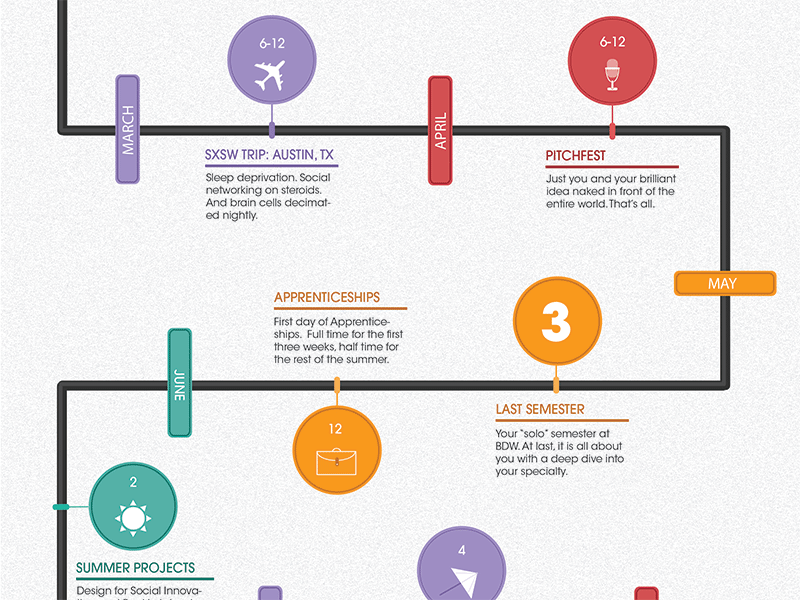 6-12
6-12
MARCH
APRIL
SXSW TRIP: AUSTIN, TX
Sleep deprivation. Social
networking on steroids.
And brain cells decimat-
ed nightly.
PITCHFEST
Just you and your brilliant
idea naked in front of the
entire world. That's all.
MAY
3
LAST SEMESTER
Your "solo" semester at
BDW. At last, it is all about
you with a deep dive into
your specialty.
APPRENTICESHIPS
First day of Apprentice-
ships. Full time for the first
three weeks, half time for
the rest of the summer.
12
JUNE
2
SUMMER PROJECTS
Design for Social Innova-
4